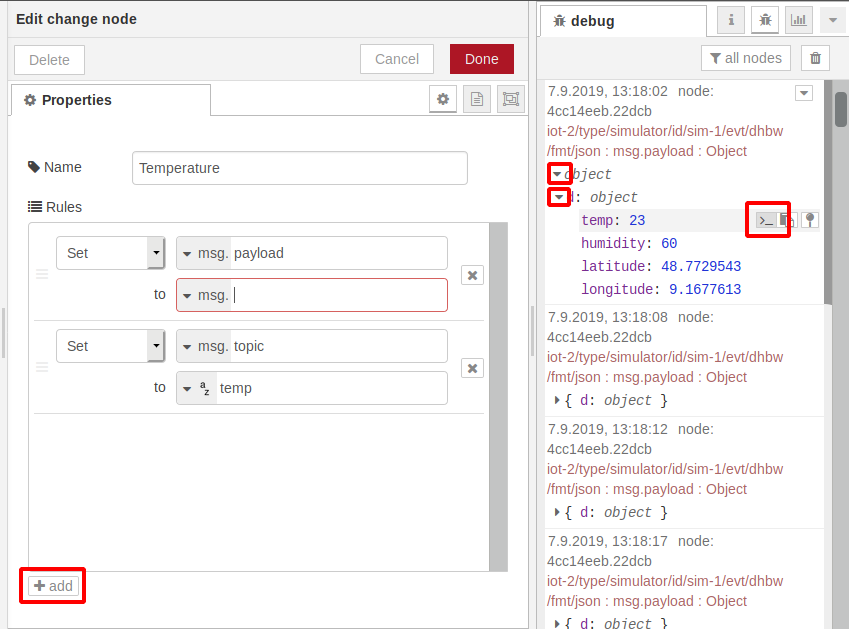 Edit change node
Delete
Cancel
Done
Properties
Name
Temperature
Rules
Set
msg. payload
to
msg.
Set
msg. topic
to
a
z
temp
add
debug
i
all nodes
7.9.2019, 13:18:02 node:
4cc14eeb.22dcb
iot-2/type/simulator/id/sim-1/evt/dhbw
/fmt/json : msg.payload : Object
object
d: object
temp: 23
>_
humidity: 60
latitude: 48.7729543
longitude: 9.1677613
7.9.2019, 13:18:08 node:
4cc14eeb.22dcb
iot-2/type/simulator/id/sim-1/evt/dhbw
/fmt/json : msg.payload : Object
{ d: object }
7.9.2019, 13:18:12 node:
4cc14eeb.22dcb
iot-2/type/simulator/id/sim-1/evt/dhbw
/fmt/json : msg.payload : Object
{ d: object }
7.9.2019, 13:18:17 node:
4cc14eeb.22dcb
iot-2/type/simulator/id/sim-1/evt/dhbw
/fmt/json : msg.payload : Object
{ d: object }